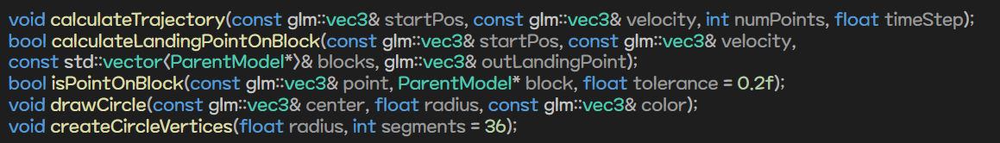 void calculateTrajectory(const glm::vec3& startPos, const glm::vec3& velocity, int numPoints, float timeStep);
bool calculateLandingPointOnBlock(const glm::vec3& startPos, const glm::vec3& velocity,
const std::vector<ParentModel*>& blocks, glm::vec3& outLandingPoint);
bool isPointOnBlock(const glm::vec3& point, ParentModel* block, float tolerance = 0.2f);
void drawCircle(const glm::vec3& center, float radius, const glm::vec3& color);
void createCircleVertices(float radius, int segments = 36);